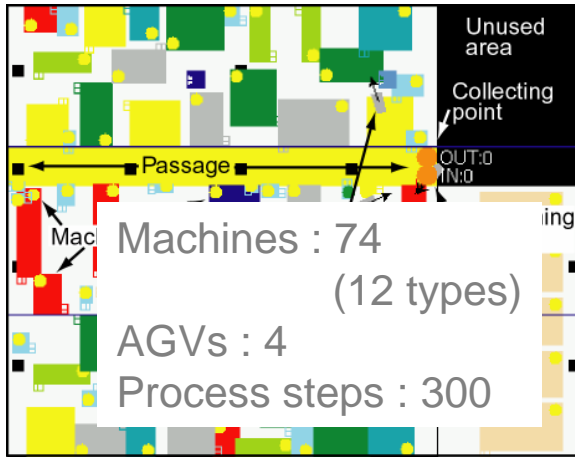 Unused
area
Collecting
point
OUT:0
IN:0
Passage
Machines : 74
(12 types)
AGVs : 4
Process steps : 300